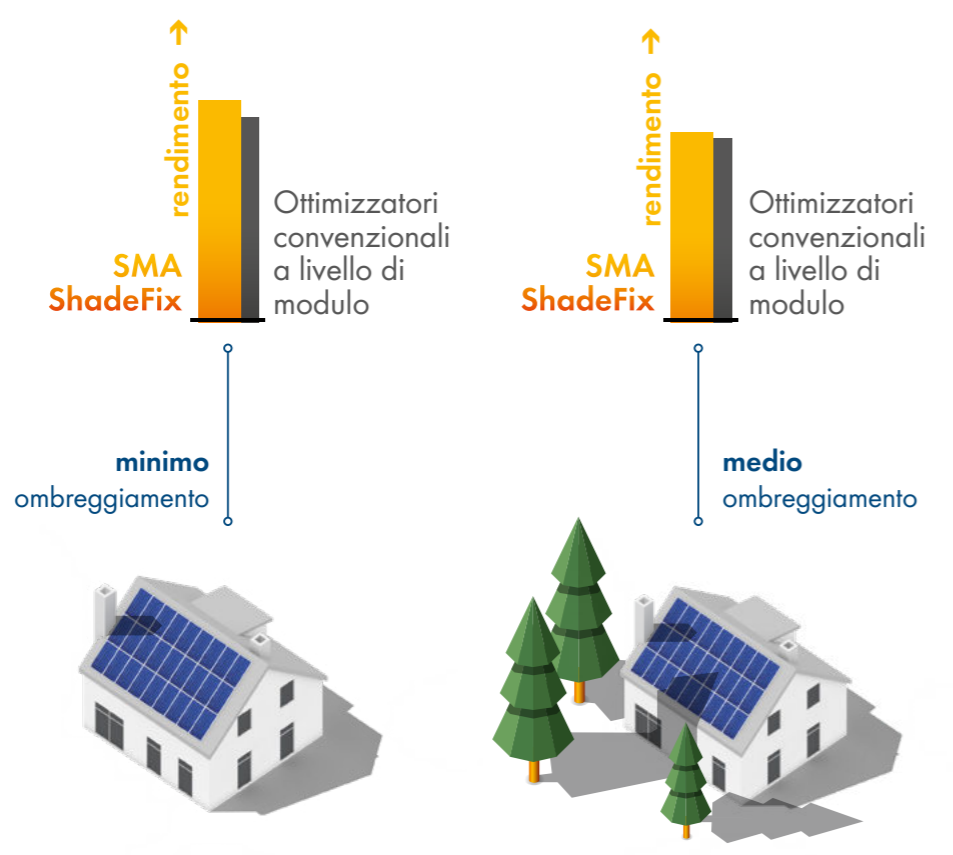 rendimento →
SMA
ShadeFix
Ottimizzatori
convenzionali
a livello di
modulo
minimo
ombreggiamento
rendimento →
SMA
ShadeFix
Ottimizzatori
convenzionali
a livello di
modulo
medio
ombreggiamento